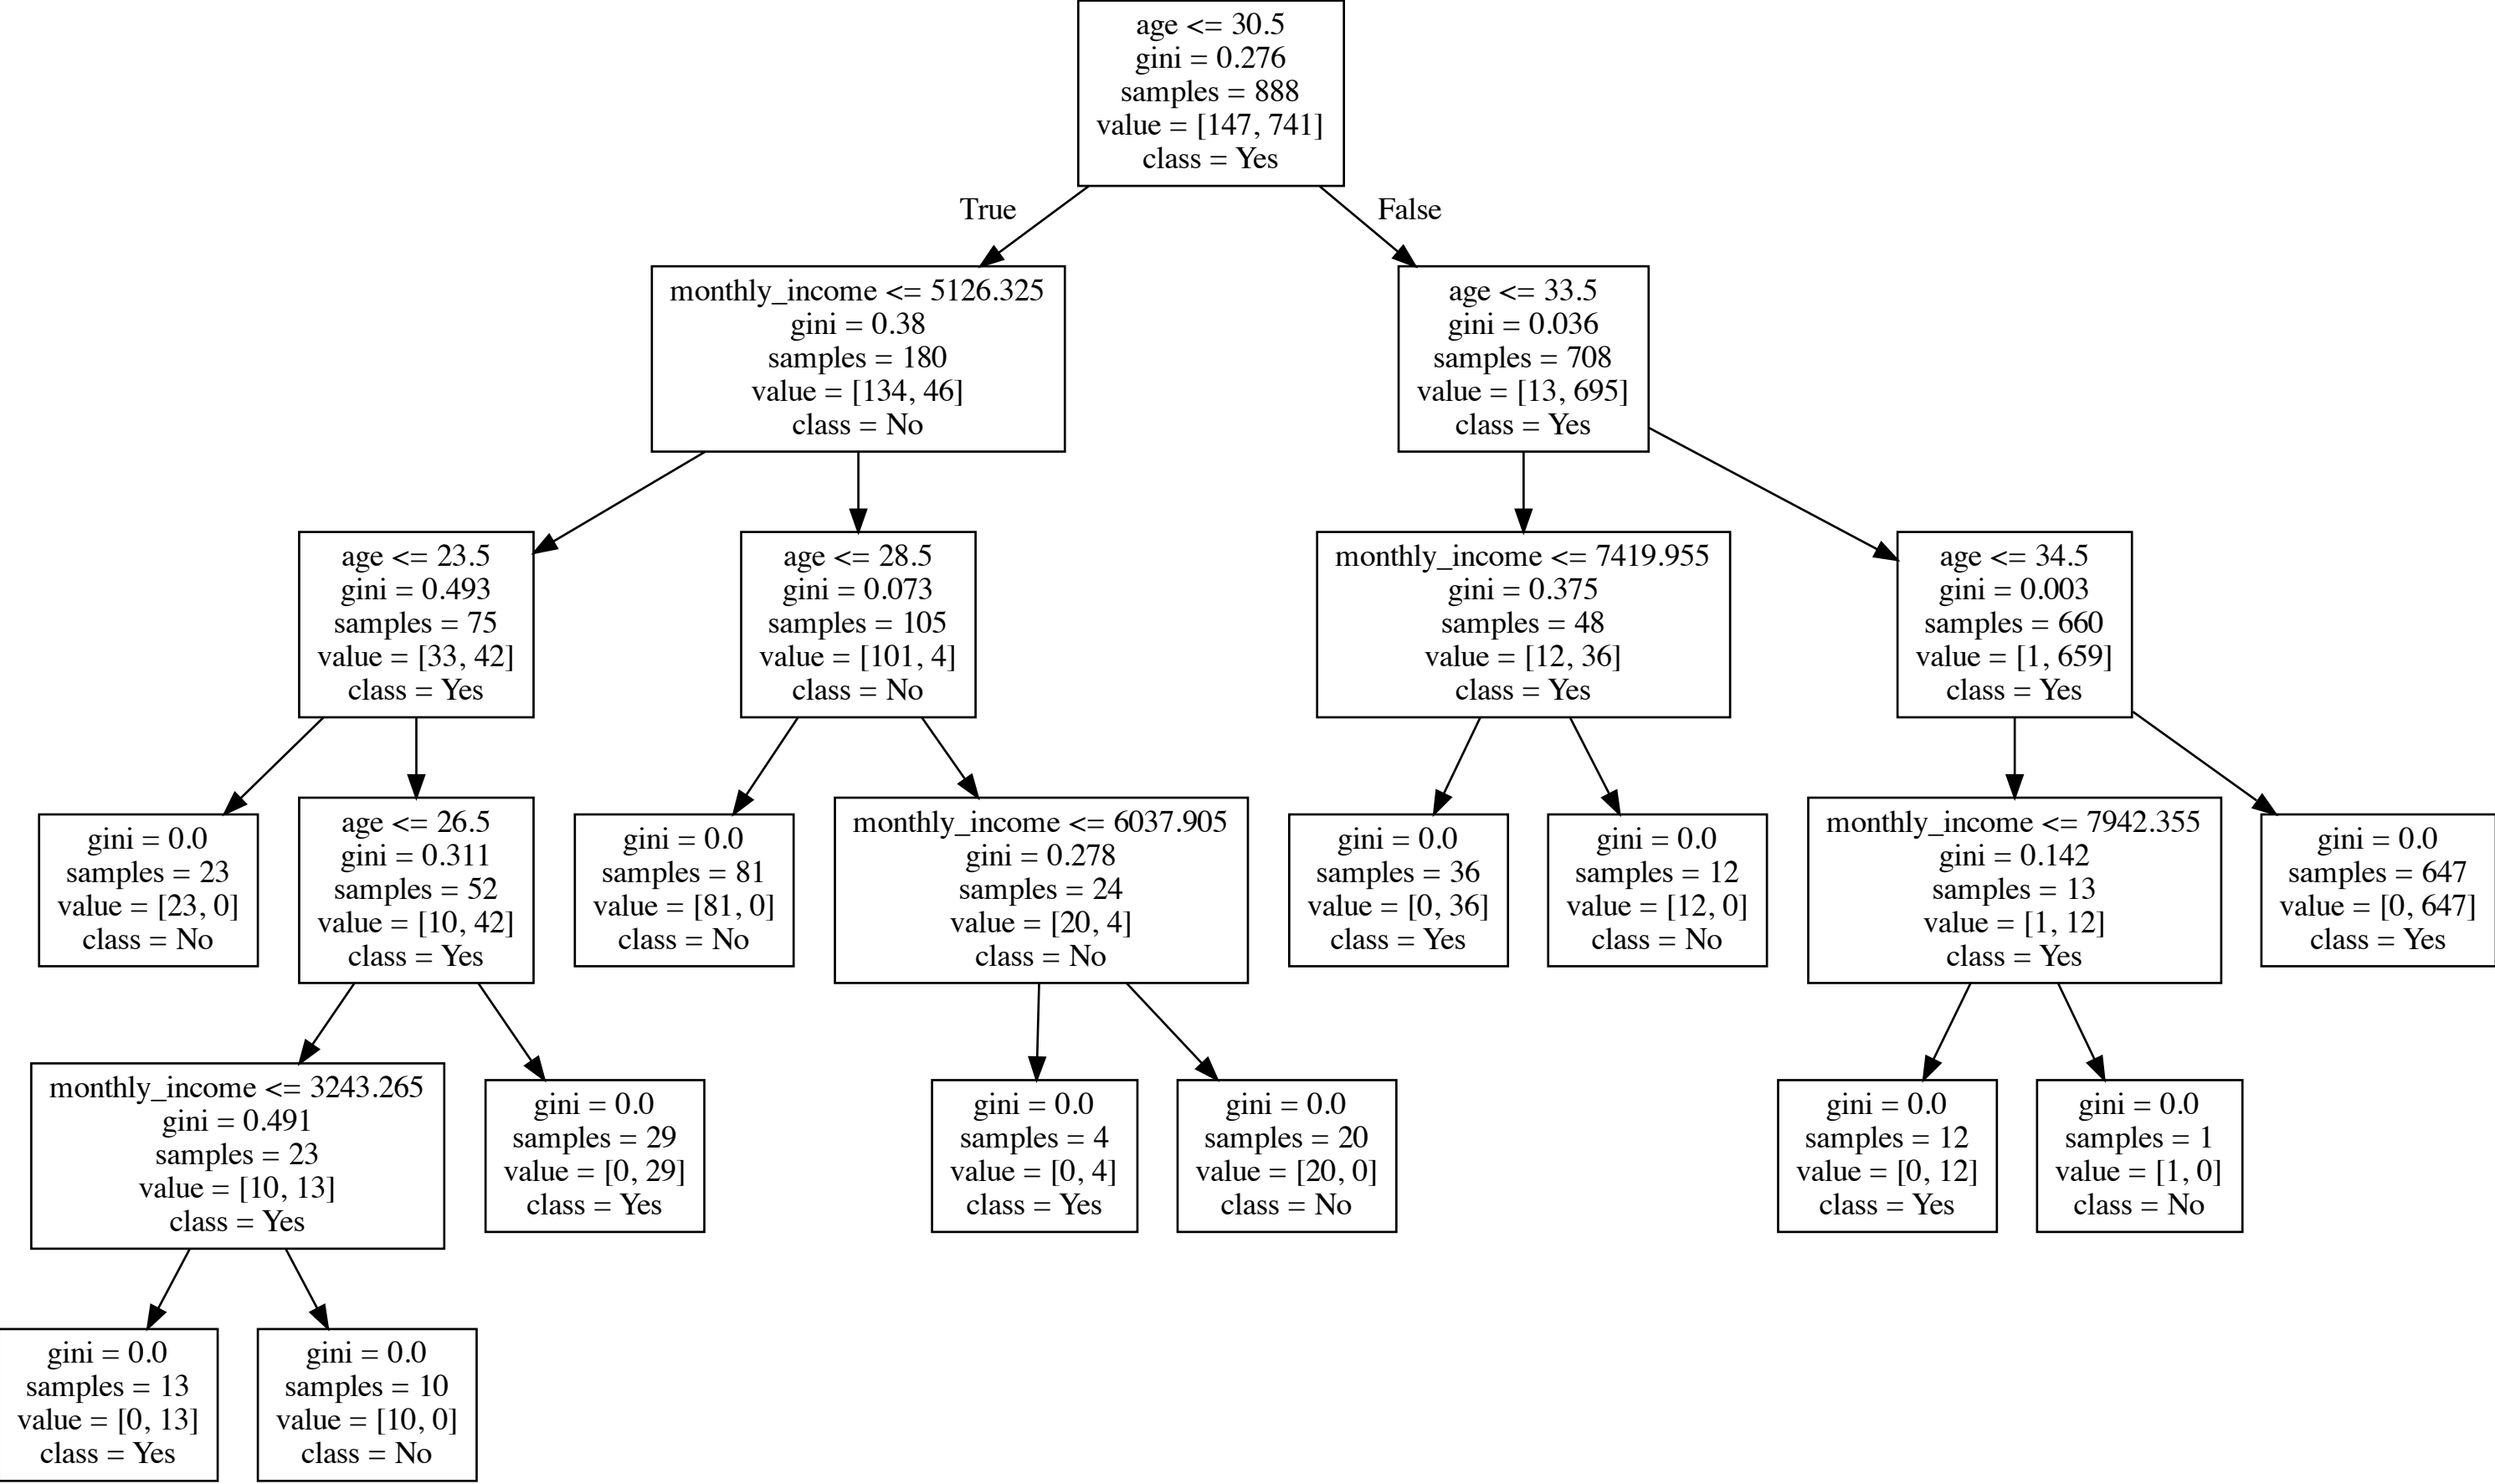 age <= 30.5
gini = 0.276
samples = 888
value = [147, 741]
class = Yes
True
False
monthly_income <= 5126.325
gini = 0.38
samples = 180
value = [134, 46]
class = No
age <= 33.5
gini = 0.036
samples = 708
value = [13, 695]
class = Yes
age <= 23.5
gini = 0.493
samples = 75
value = [33, 42]
class = Yes
age <= 28.5
gini = 0.073
samples = 105
value = [101, 4]
class = No
monthly_income <= 7419.955
gini = 0.375
samples = 48
value = [12, 36]
class = Yes
age <= 34.5
gini = 0.003
samples = 660
value = [1, 659]
class = Yes
gini = 0.0
samples = 23
value = [23, 0]
class = No
age <= 26.5
gini = 0.311
samples = 52
value = [10, 42]
class = Yes
gini = 0.0
samples = 81
value = [81, 0]
class = No
monthly_income <= 6037.905
gini = 0.278
samples = 24
value = [20, 4]
class = No
gini = 0.0
samples = 36
value = [0, 36]
class = Yes
gini = 0.0
samples = 12
value = [12, 0]
class = No
monthly_income <= 7942.355
gini = 0.142
samples = 13
value = [1, 12]
class = Yes
gini = 0.0
samples = 647
value = [0, 647]
class = Yes
monthly_income <= 3243.265
gini = 0.491
samples = 23
value = [10, 13]
class = Yes
gini = 0.0
samples = 29
value = [0, 29]
class = Yes
gini = 0.0
samples = 4
value = [0, 4]
class = Yes
gini = 0.0
samples = 20
value = [20, 0]
class = No
gini = 0.0
samples = 12
value = [0, 12]
class = Yes
gini = 0.0
samples = 1
value = [1, 0]
class = No
gini = 0.0
samples = 13
value = [0, 13]
class = Yes
gini = 0.0
samples = 10
value = [10, 0]
class = No